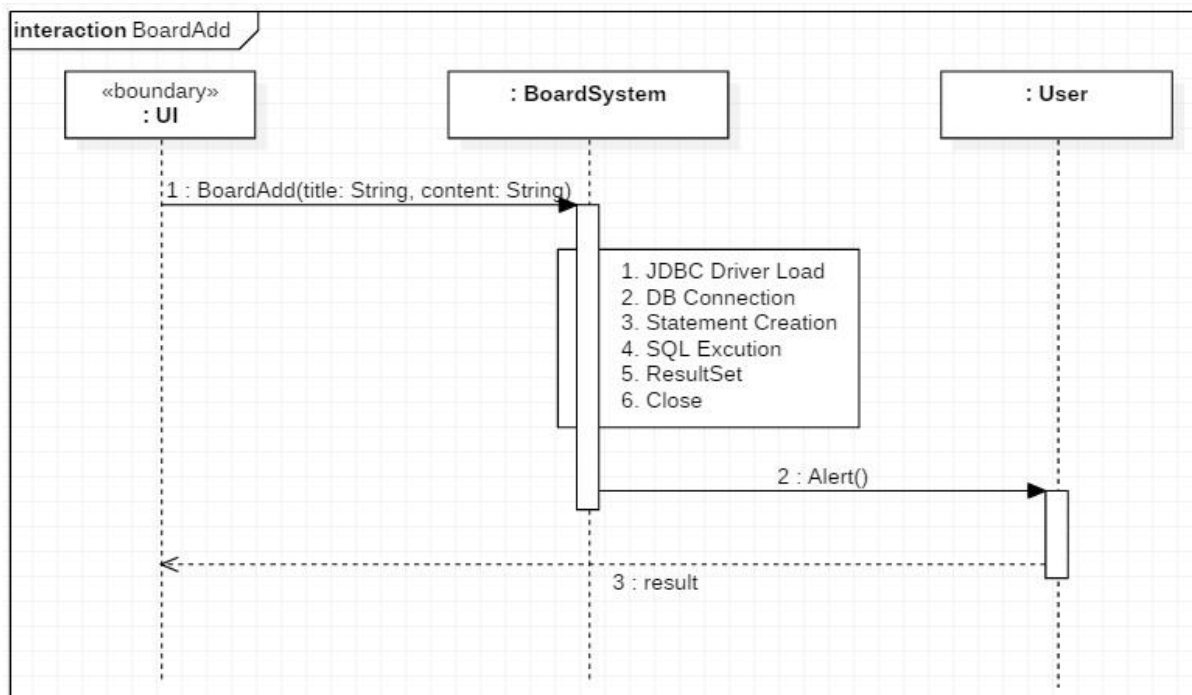 interaction BoardAdd
«boundary»
: UI
: BoardSystem
: User
1 : BoardAdd(title: String, content: String)
1. JDBC Driver Load
2. DB Connection
3. Statement Creation
4. SQL Excution
5. ResultSet
6. Close
2 : Alert()
3 : result